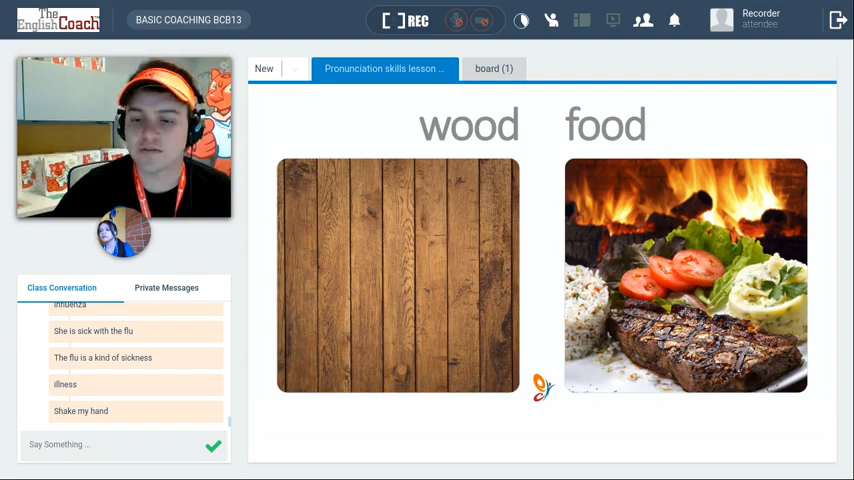 The
EnglishCoach
BASIC COACHING BCB13
[ ] REC
Recorder
attendee
New
Pronunciation skills lesson ...
board (1)
wood
food
Class Conversation
Private Messages
influenza
She is sick with the flu
The flu is a kind of sickness
illness
Shake my hand
Say Something ...